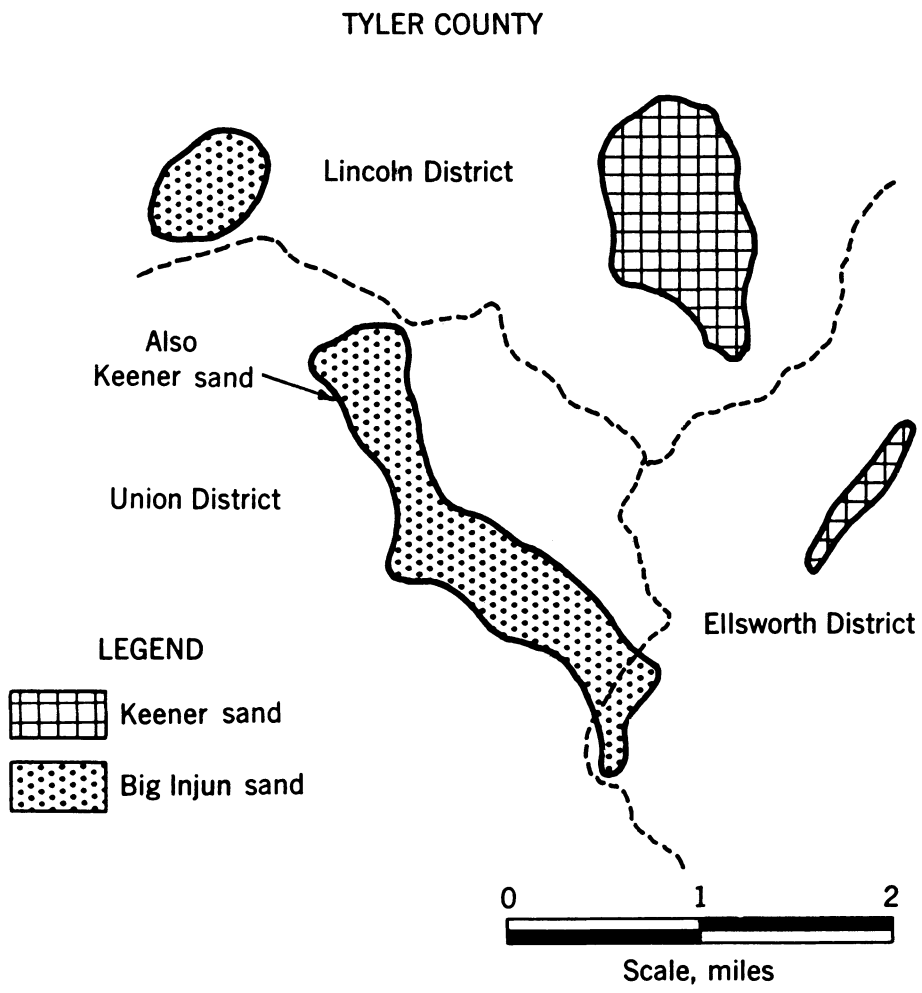 TYLER COUNTY
Lincoln District
Also
Keener sand
Union District
Ellsworth District
LEGEND
Keener sand
Big Injun sand
0 1 2
Scale, miles